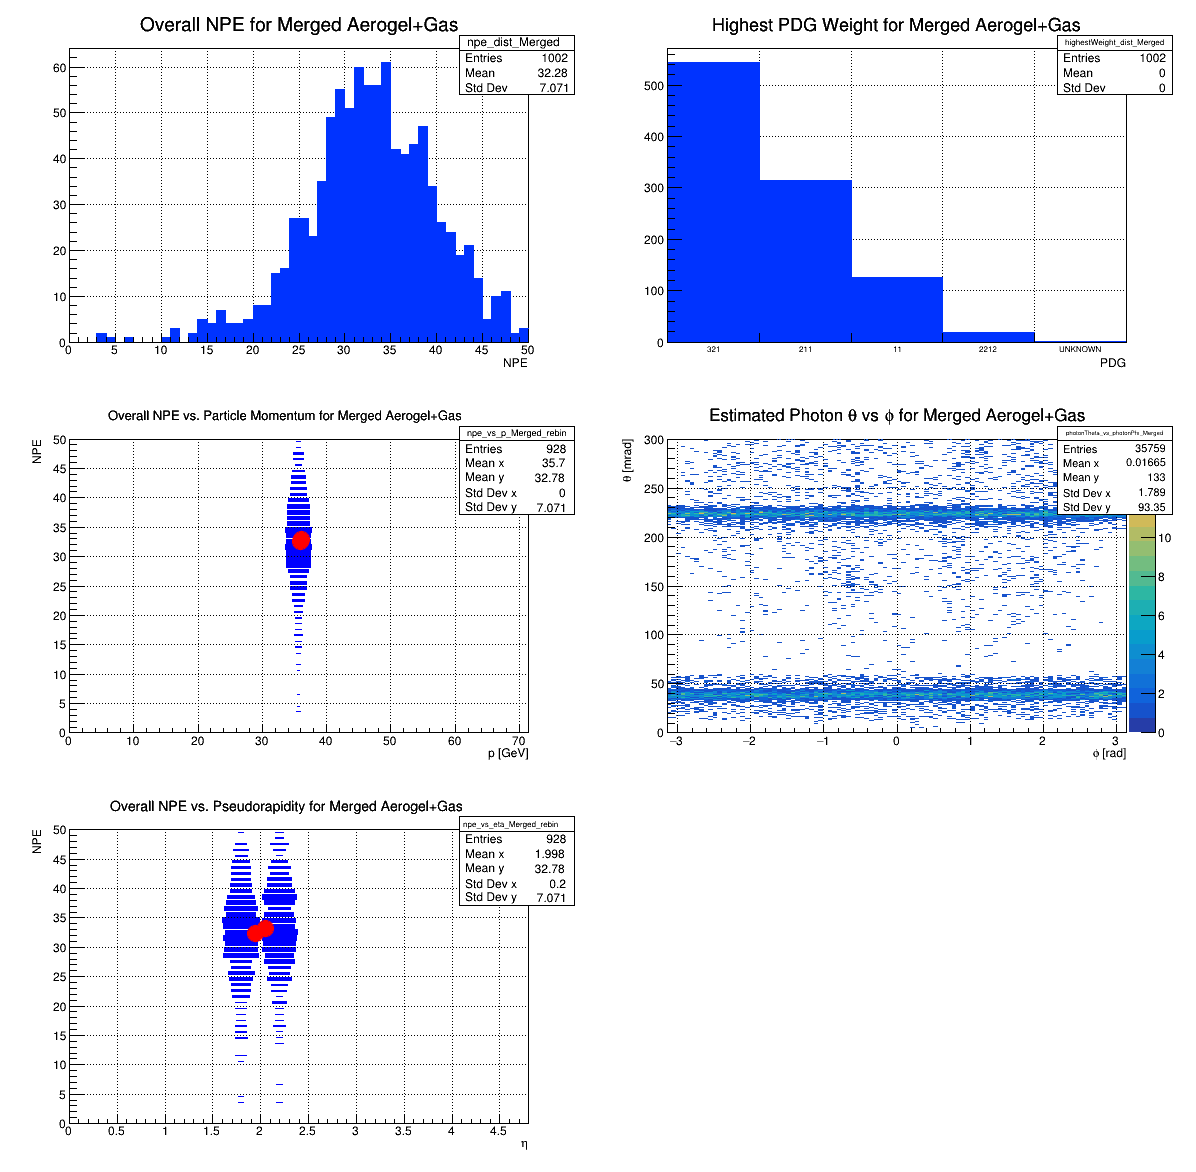 Overall NPE for Merged Aerogel+Gas
npe_dist_Merged
Entries 1002
Mean 32.28
Std Dev 7.071
60
50
40
30
20
10
0
0 5 10 15 20 25 30 35 40 45 50
NPE
Highest PDG Weight for Merged Aerogel+Gas
highestWeight_dist_Merged
Entries 1002
Mean 0
Std Dev 0
500
400
300
200
100
0
321 211 11 2212 UNKNOWN
PDG
Overall NPE vs. Particle Momentum for Merged Aerogel+Gas
npe_vs_p_Merged_rebin
Entries 928
Mean x 35.7
Mean y 32.78
Std Dev x 0
Std Dev y 7.071
NPE
50
45
40
35
30
25
20
15
10
5
0
0 10 20 30 40 50 60 70
p [GeV]
Estimated Photon θ vs ϕ for Merged Aerogel+Gas
photonTheta_vs_photonPhi_Merged
Entries 35759
Mean x 0.01665
Mean y 133
Std Dev x 1.789
Std Dev y 93.35
θ [mrad]
300
250
200
150
100
50
0
−3 −2 −1 0 1 2 3
ϕ [rad]
10
8
6
4
2
0
Overall NPE vs. Pseudorapidity for Merged Aerogel+Gas
npe_vs_eta_Merged_rebin
Entries 928
Mean x 1.998
Mean y 32.78
Std Dev x 0.2
Std Dev y 7.071
NPE
50
45
40
35
30
25
20
15
10
5
0
0 0.5 1 1.5 2 2.5 3 3.5 4 4.5
η